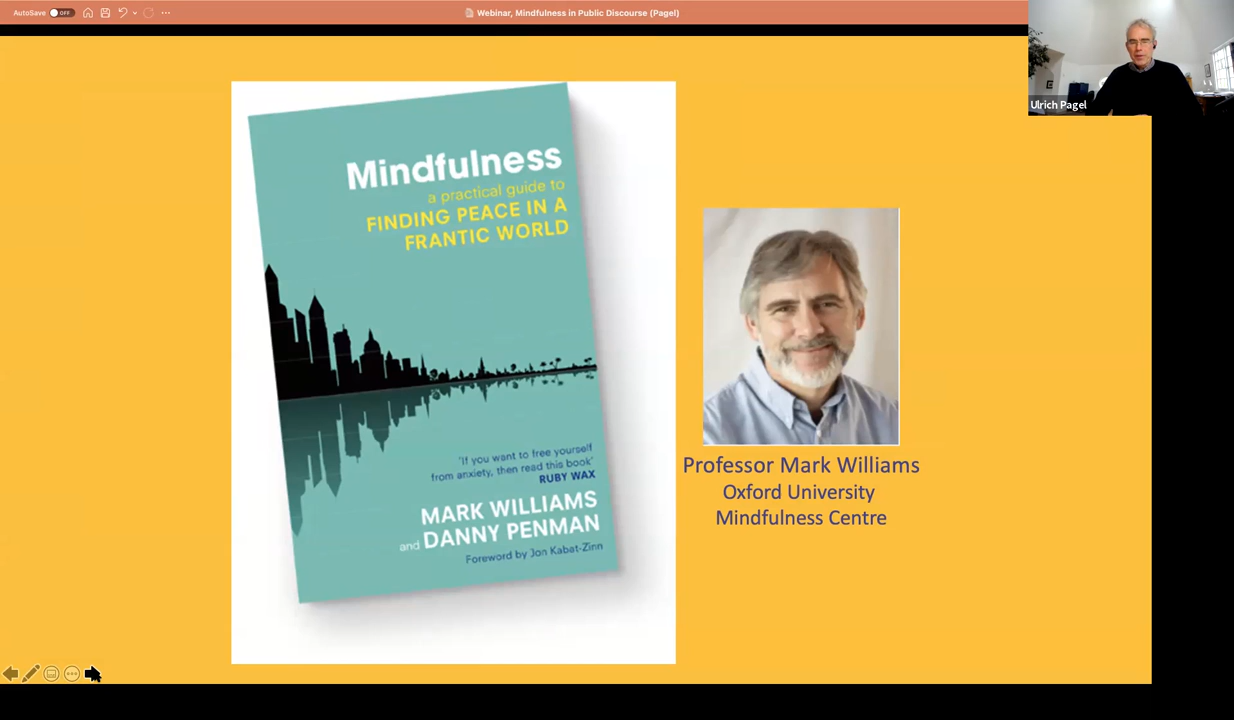 AutoSave OFF
Webinar, Mindfulness in Public Discourse (Pagel)
Ulrich Pagel
Mindfulness
a practical guide to
FINDING PEACE IN A
FRANTIC WORLD
'If you want to free yourself
from anxiety, then read this book'
RUBY WAX
MARK WILLIAMS
and DANNY PENMAN
Foreword by Jon Kabat-Zinn
Professor Mark Williams
Oxford University
Mindfulness Centre